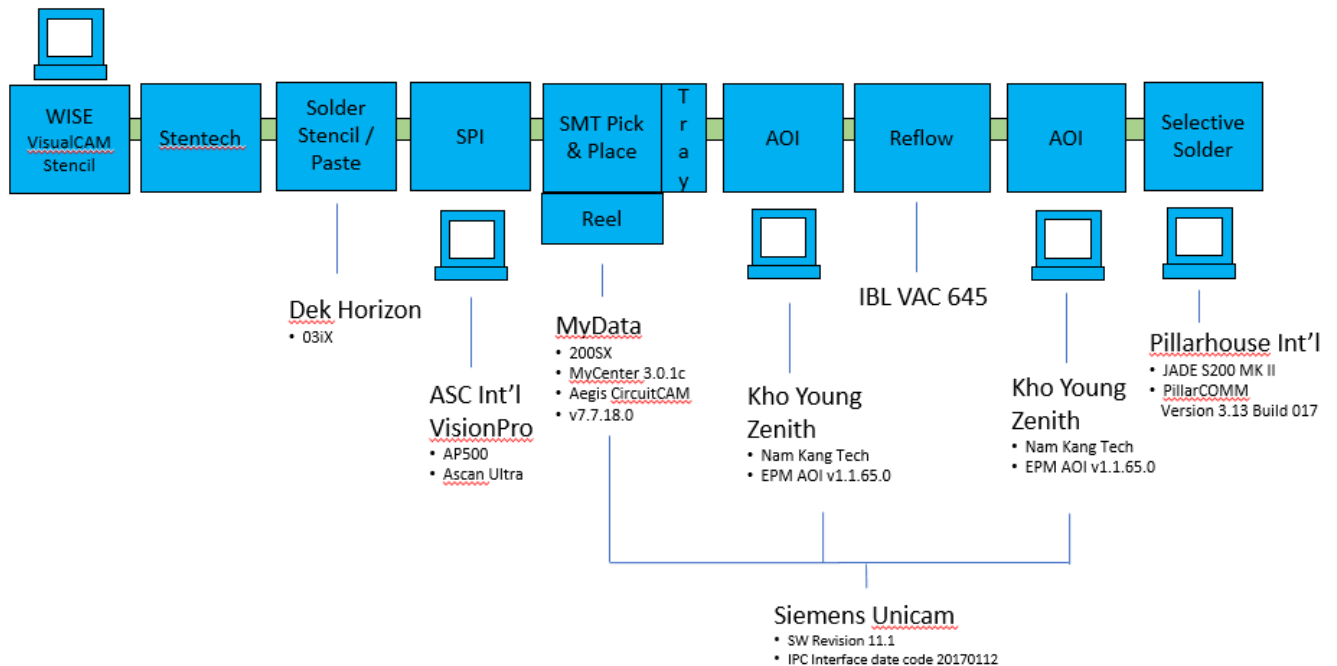 WISE
VisualCAM
Stencil
Stentech
Solder
Stencil /
Paste
SPI
SMT Pick
& Place
T
r
a
y
Reel
AOI
Reflow
AOI
Selective
Solder
Dek Horizon
• 03iX
ASC Int'l
VisionPro
• AP500
• Ascan Ultra
MyData
• 200SX
• MyCenter 3.0.1c
• Aegis CircuitCAM
• v7.7.18.0
Kho Young
Zenith
• Nam Kang Tech
• EPM AOI v1.1.65.0
IBL VAC 645
Kho Young
Zenith
• Nam Kang Tech
• EPM AOI v1.1.65.0
Pillarhouse Int'l
• JADE S200 MK II
• PillarCOMM
Version 3.13 Build 017
Siemens Unicam
• SW Revision 11.1
• IPC Interface date code 20170112